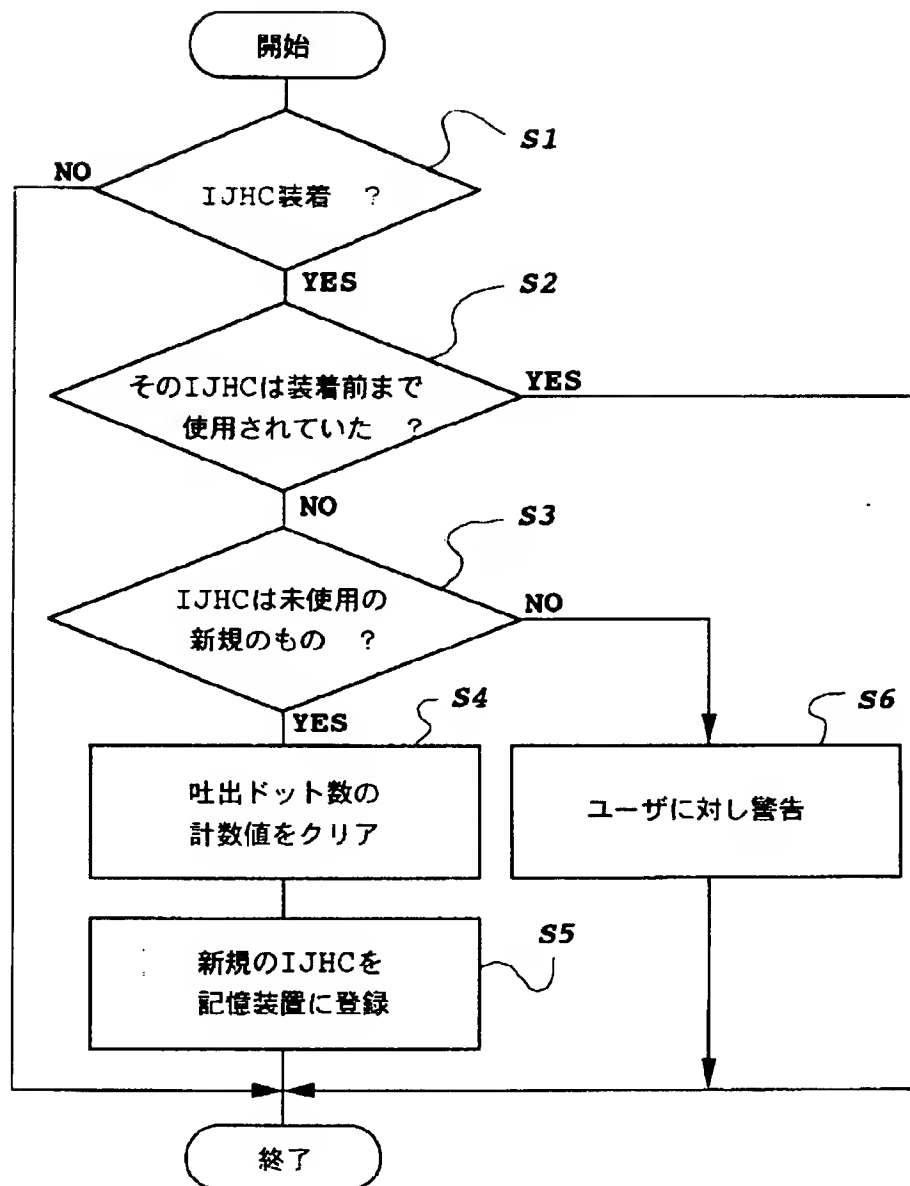 開始
S1
NO
IJHC装着 ?
YES
S2
そのIJHCは装着前まで
使用されていた ?
YES
NO
S3
IJHCは未使用の
新規のもの ?
NO
YES
S4
S6
吐出ドット数の
計数値をクリア
ユーザに対し警告
S5
新規のIJHCを
記憶装置に登録
終了